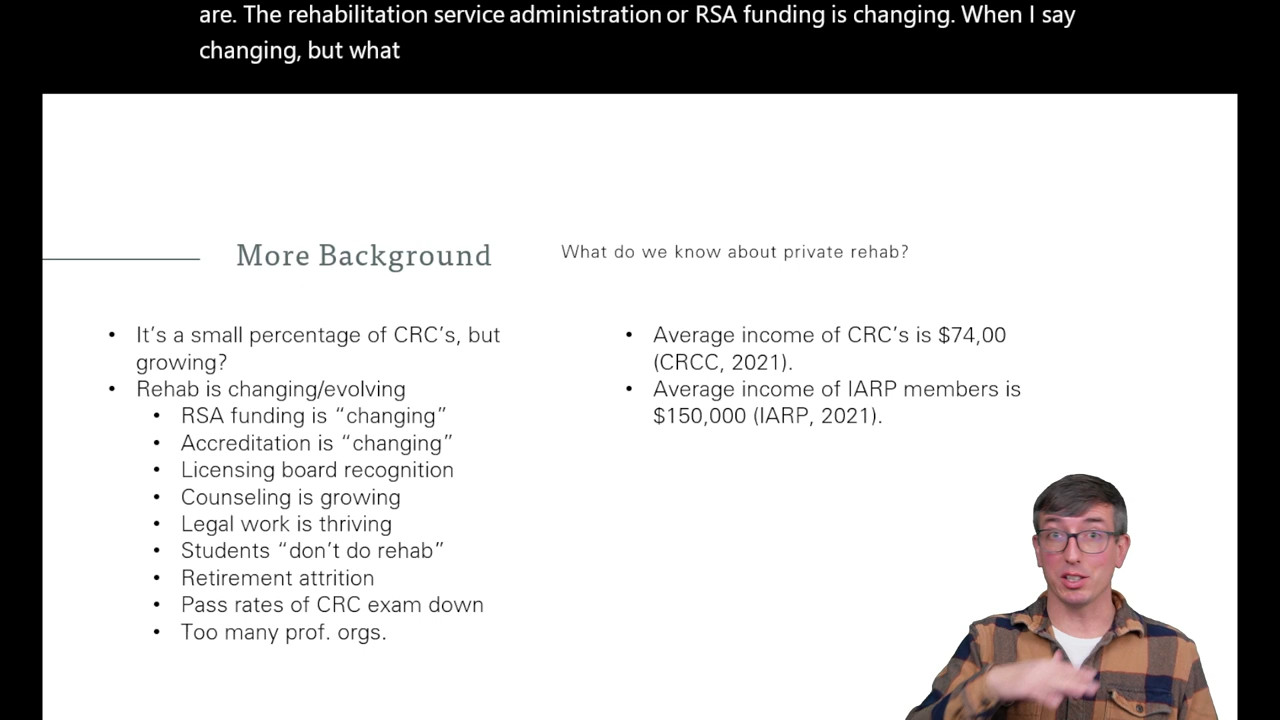 are. The rehabilitation service administration or RSA funding is changing. When I say
changing, but what
More Background
What do we know about private rehab?
• It’s a small percentage of CRC’s, but
growing?
• Rehab is changing/evolving
• RSA funding is “changing”
• Accreditation is “changing”
• Licensing board recognition
• Counseling is growing
• Legal work is thriving
• Students “don’t do rehab”
• Retirement attrition
• Pass rates of CRC exam down
• Too many prof. orgs.
• Average income of CRC’s is $74,00
(CRCC, 2021).
• Average income of IARP members is
$150,000 (IARP, 2021).